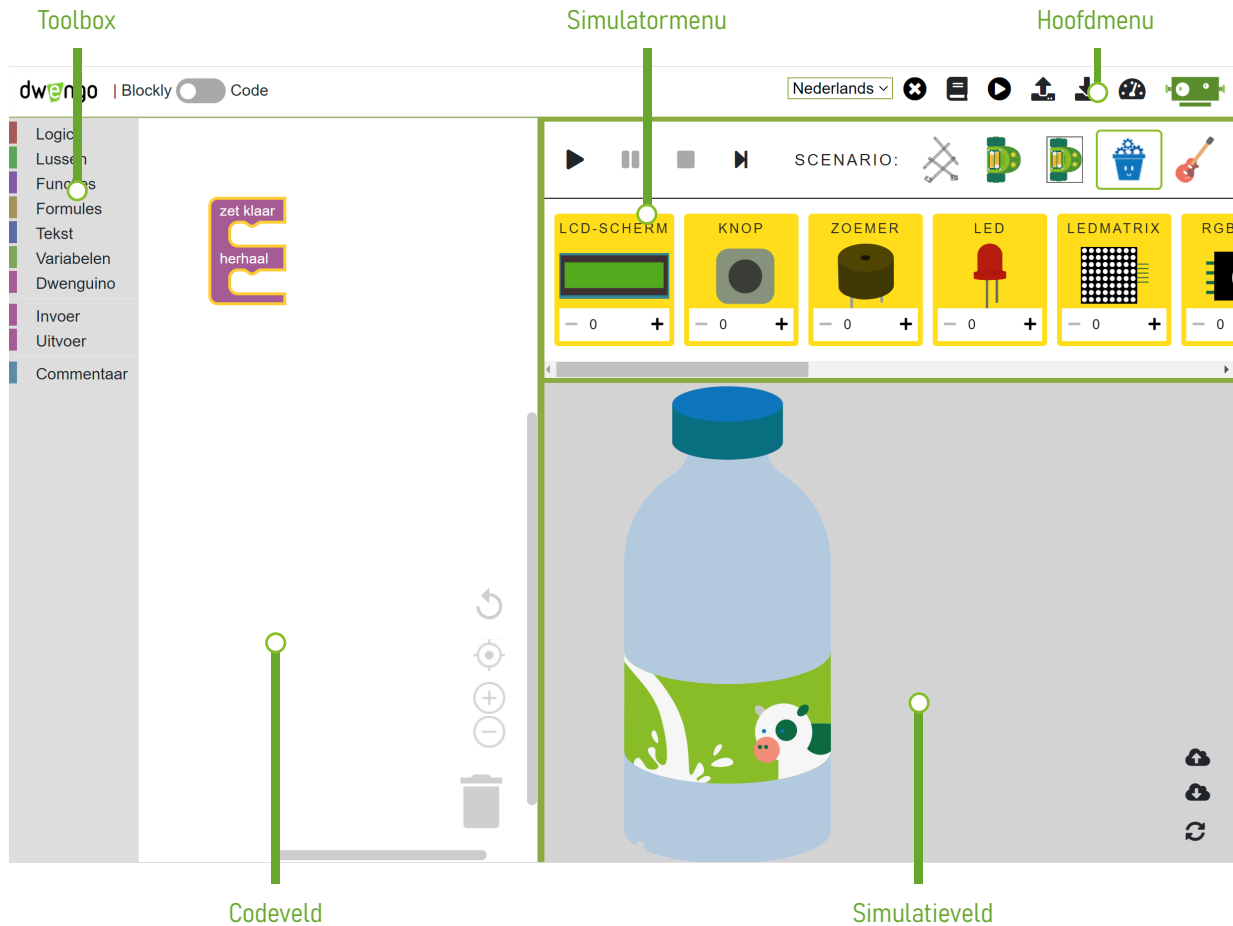 Toolbox
Simulatormenu
Hoofdmenu
dwengo | Blockly Code
Nederlands
Logica
Lussen
Functies
Formules
Tekst
Variabelen
Dwenguino
Invoer
Uitvoer
Commentaar
zet klaar
herhaal
SCENARIO:
LCD-SCHERM KNOP ZOEMER LED LEDMATRIX RGB
− 0 + − 0 + − 0 + − 0 + − 0 + − 0
Codeveld
Simulatieveld